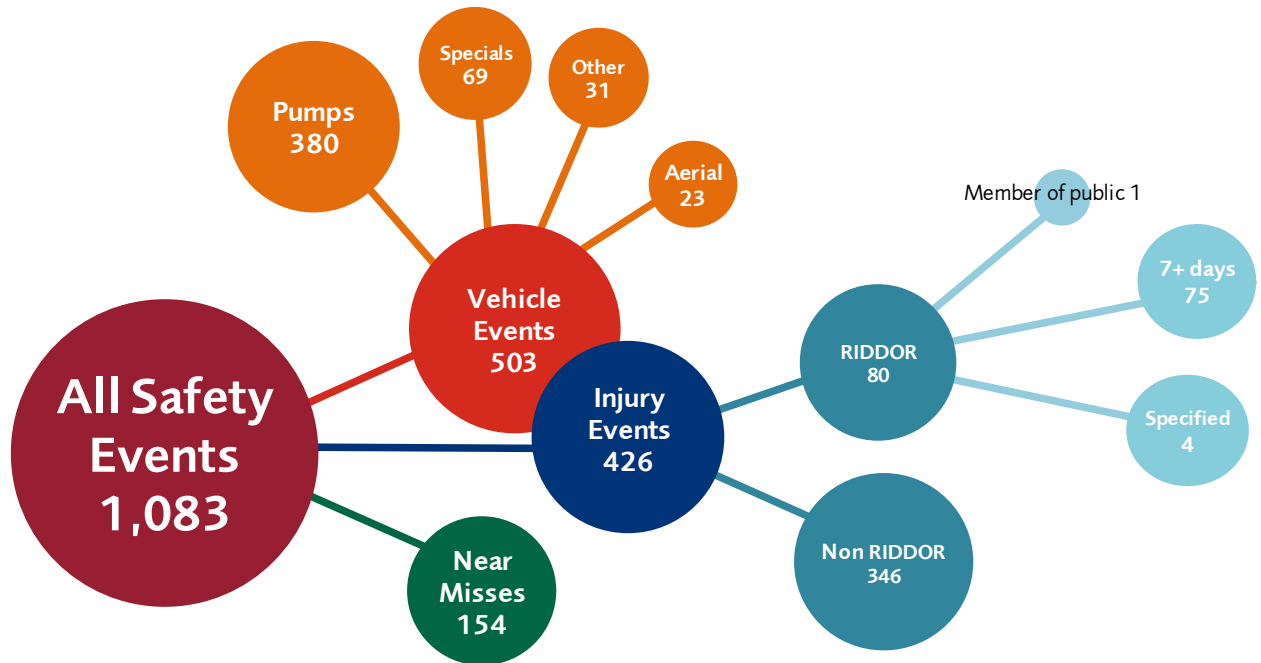 All Safety
Events
1,083
Vehicle
Events
503
Pumps
380
Specials
69
Other
31
Aerial
23
Injury
Events
426
RIDDOR
80
Member of public 1
7+ days
75
Specified
4
Non RIDDOR
346
Near
Misses
154